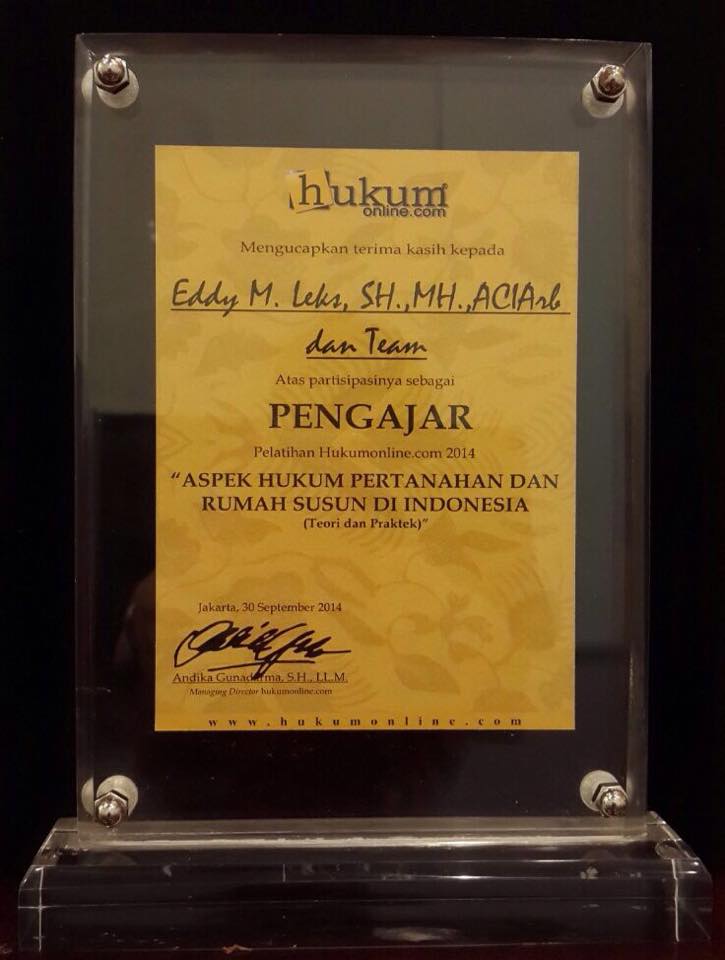 hukum
online.com
Mengucapkan terima kasih kepada
Eddy M. Leks, SH.,MH.,ACIArb
dan Team
Atas partisipasinya sebagai
PENGAJAR
Pelatihan Hukumonline.com 2014
“ASPEK HUKUM PERTANAHAN DAN
RUMAH SUSUN DI INDONESIA
(Teori dan Praktek)”
Jakarta, 30 September 2014
Andika Gunadarma, S.H., LL.M.
Managing Director hukumonline.com
www.hukumonline.com